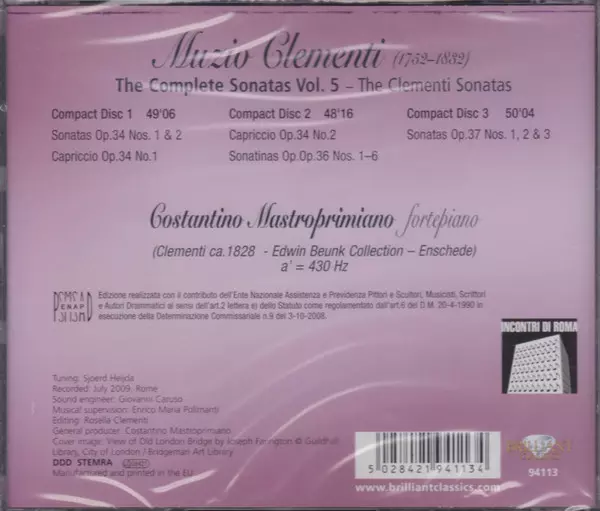 Muzio Clementi (1752–1832)
The Complete Sonatas Vol. 5 – The Clementi Sonatas
Compact Disc 1 49'06
Sonatas Op.34 Nos. 1 & 2
Capriccio Op.34 No.1
Compact Disc 2 48'16
Capriccio Op.34 No.2
Sonatinas Op.Op.36 Nos. 1–6
Compact Disc 3 50'04
Sonatas Op.37 Nos. 1, 2 & 3
Costantino Mastroprimiano fortepiano
(Clementi ca.1828 - Edwin Beunk Collection – Enschede)
a' = 430 Hz
ENAP
Edizione realizzata con il contributo dell'Ente Nazionale Assistenza e Previdenza Pittori e Scultori, Musicisti, Scrittori
e Autori Drammatici ai sensi dell'art.2 lettera e) dello Statuto come regolamentato dall'art.6 del D.M. 20-4-1990 in
esecuzione della Determinazione Commissariale n.9 del 3-10-2008.
INCONTRI DI ROMA
Tuning: Sjoerd Heijda
Recorded: July 2009, Rome
Sound engineer: Giovanni Caruso
Musical supervision: Enrico Maria Polimanti
Editing: Rosella Clementi
General producer: Costantino Mastroprimiano
Cover image: View of Old London Bridge by Joseph Farington © Guildhall
Library, City of London / Bridgeman Art Library
DDD STEMRA
Manufactured and printed in the EU
5 028421 941134
www.brilliantclassics.com
94113